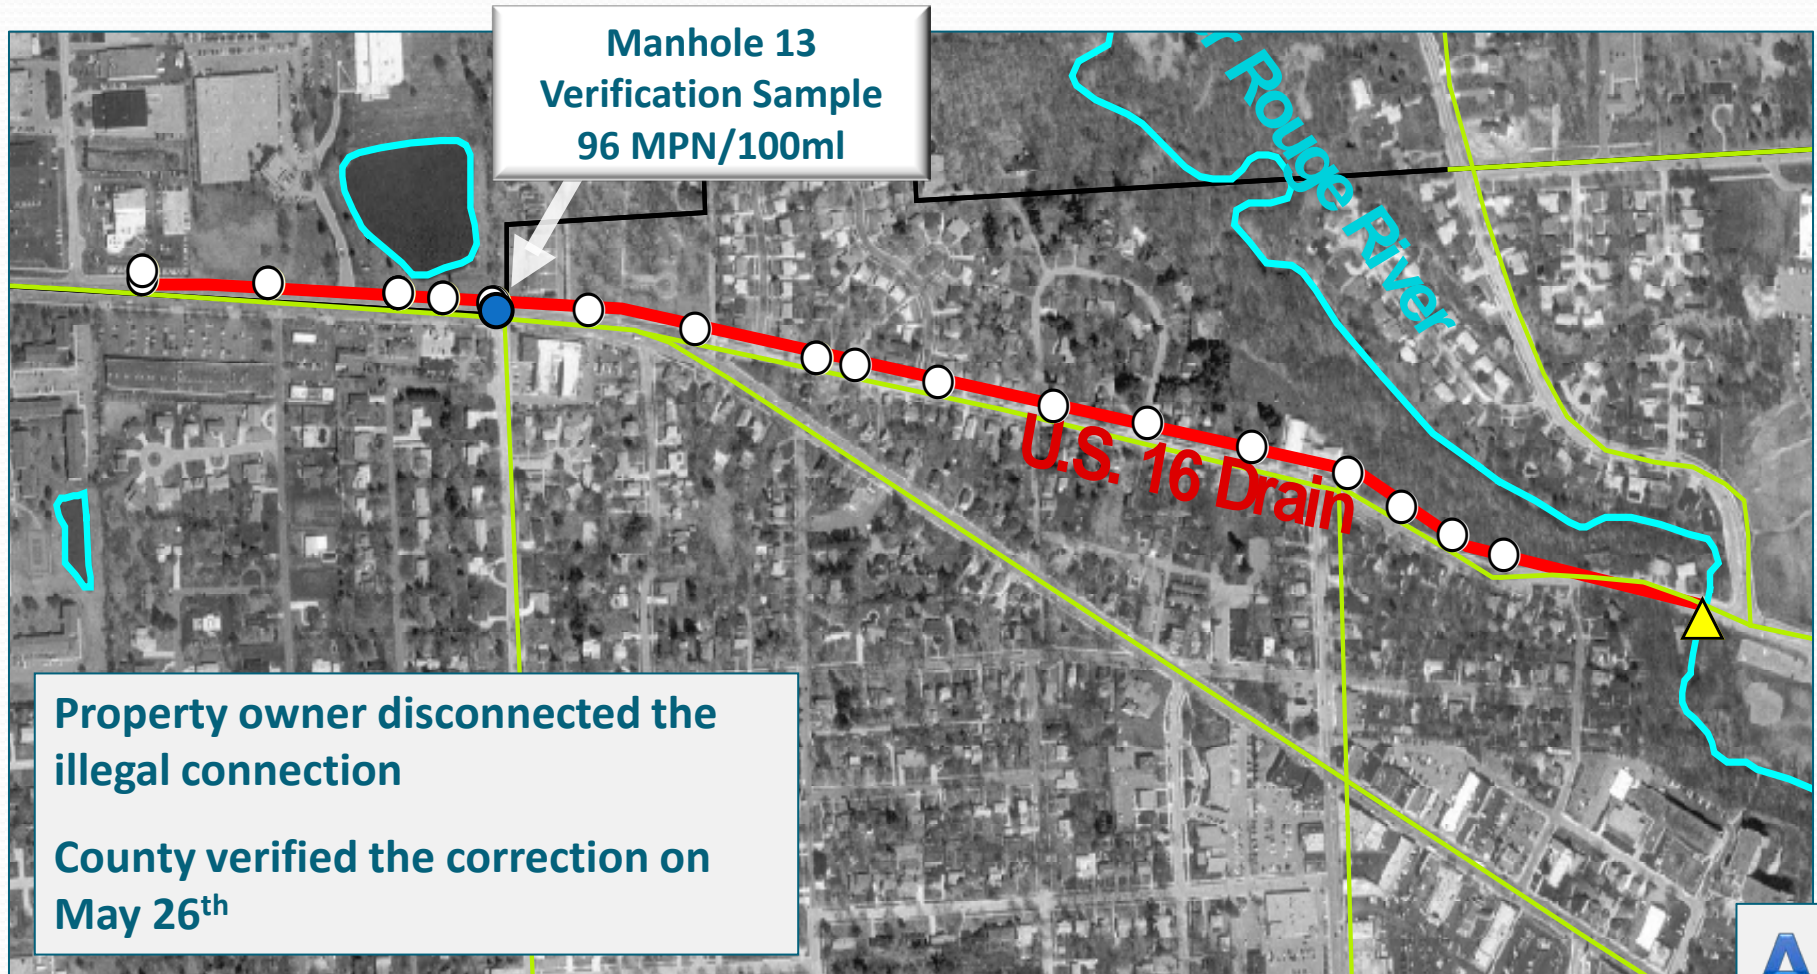 Manhole 13
Verification Sample
96 MPN/100ml
r Rouge River
U.S. 16 Drain
Property owner disconnected the
illegal connection
County verified the correction on
May 26th